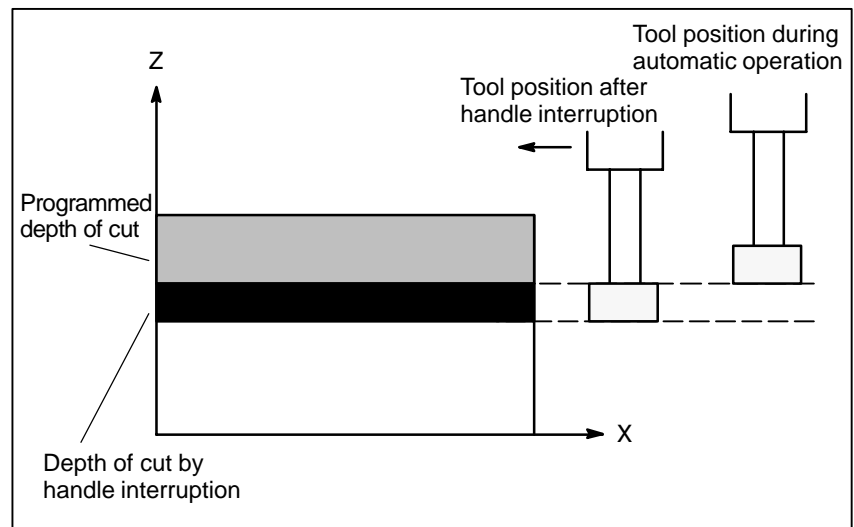 Tool position during
automatic operation
Z
Tool position after
handle interruption
Programmed
depth of cut
X
Depth of cut by
handle interruption